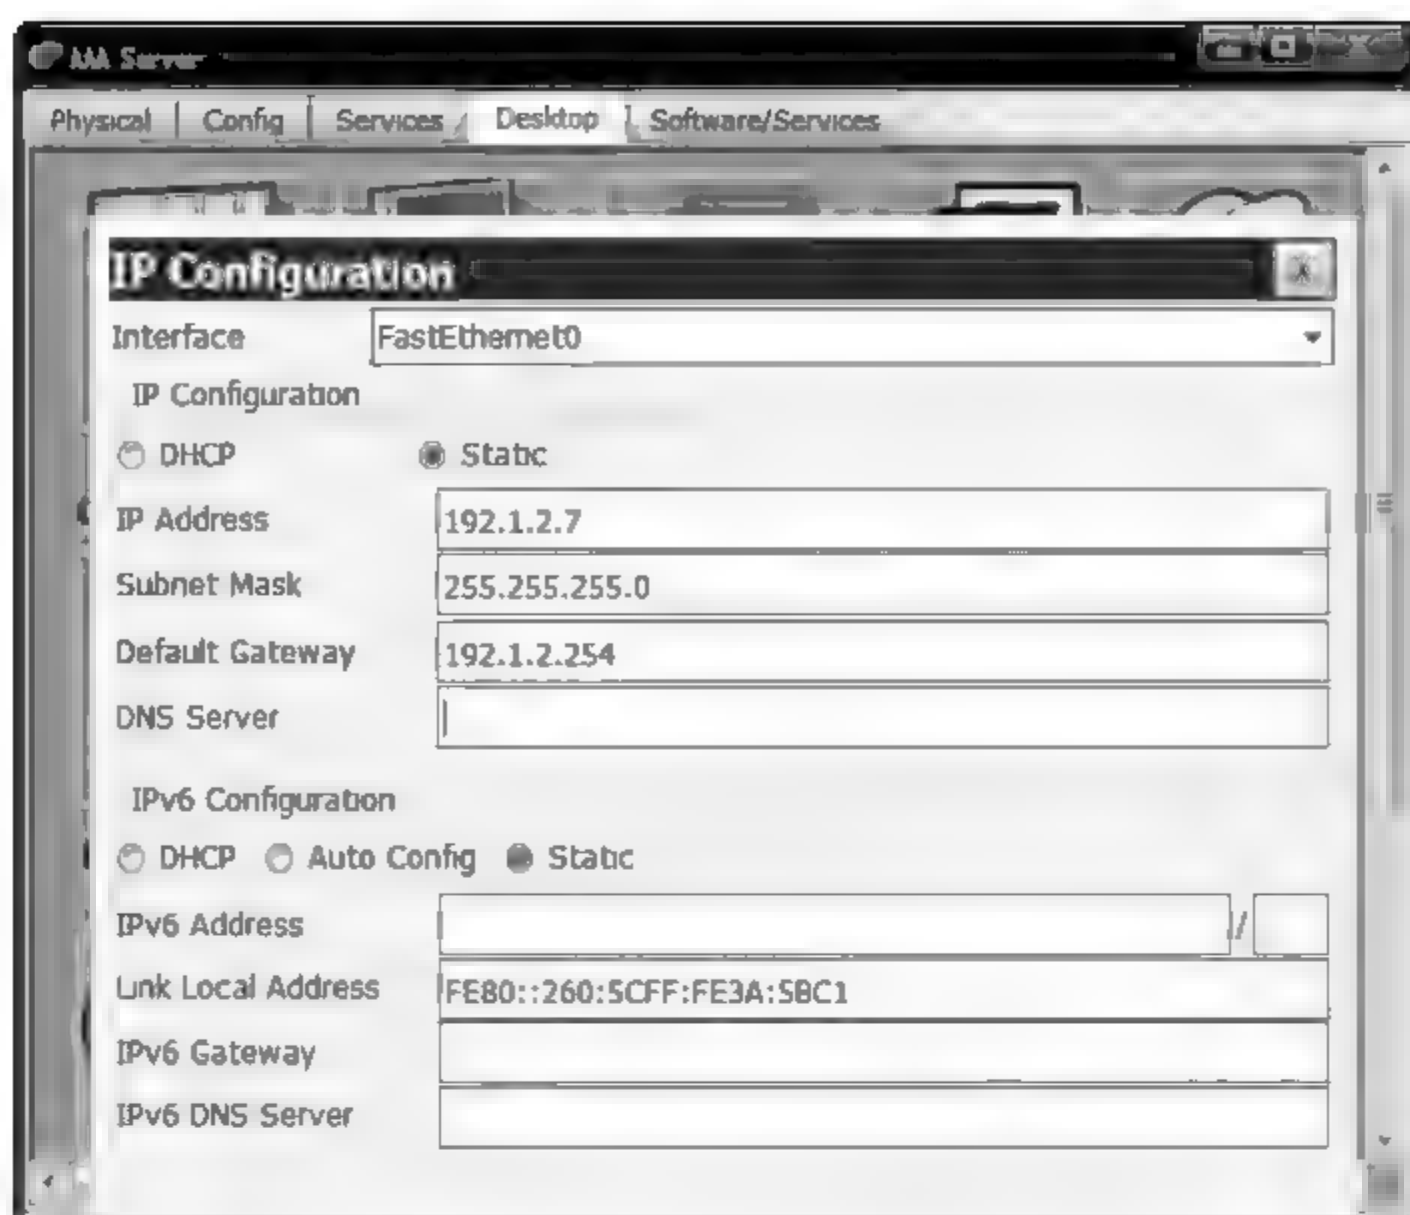 AAA Server
Physical Config Services Desktop Software/Services
IP Configuration X
Interface FastEthernet0
IP Configuration
DHCP Static
IP Address 192.1.2.7
Subnet Mask 255.255.255.0
Default Gateway 192.1.2.254
DNS Server
IPv6 Configuration
DHCP Auto Config Static
IPv6 Address /
Link Local Address FE80::260:5CFF:FE3A:5BC1
IPv6 Gateway
IPv6 DNS Server